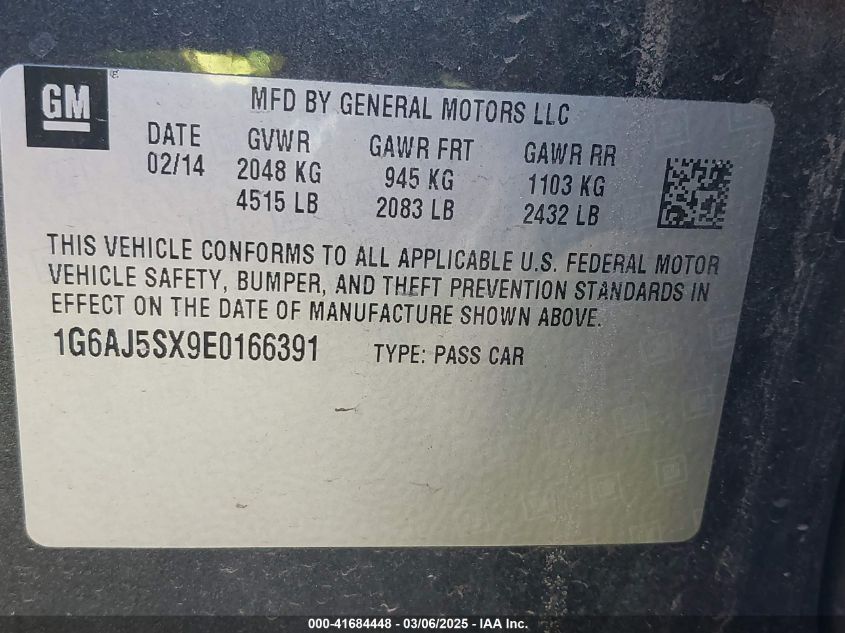 GM
MFD BY GENERAL MOTORS LLC
DATE GVWR GAWR FRT GAWR RR
02/14 2048 KG 945 KG 1103 KG
4515 LB 2083 LB 2432 LB
THIS VEHICLE CONFORMS TO ALL APPLICABLE U.S. FEDERAL MOTOR
VEHICLE SAFETY, BUMPER, AND THEFT PREVENTION STANDARDS IN
EFFECT ON THE DATE OF MANUFACTURE SHOWN ABOVE.
1G6AJ5SX9E0166391 TYPE: PASS CAR
000-41684448 - 03/06/2025 - IAA Inc.